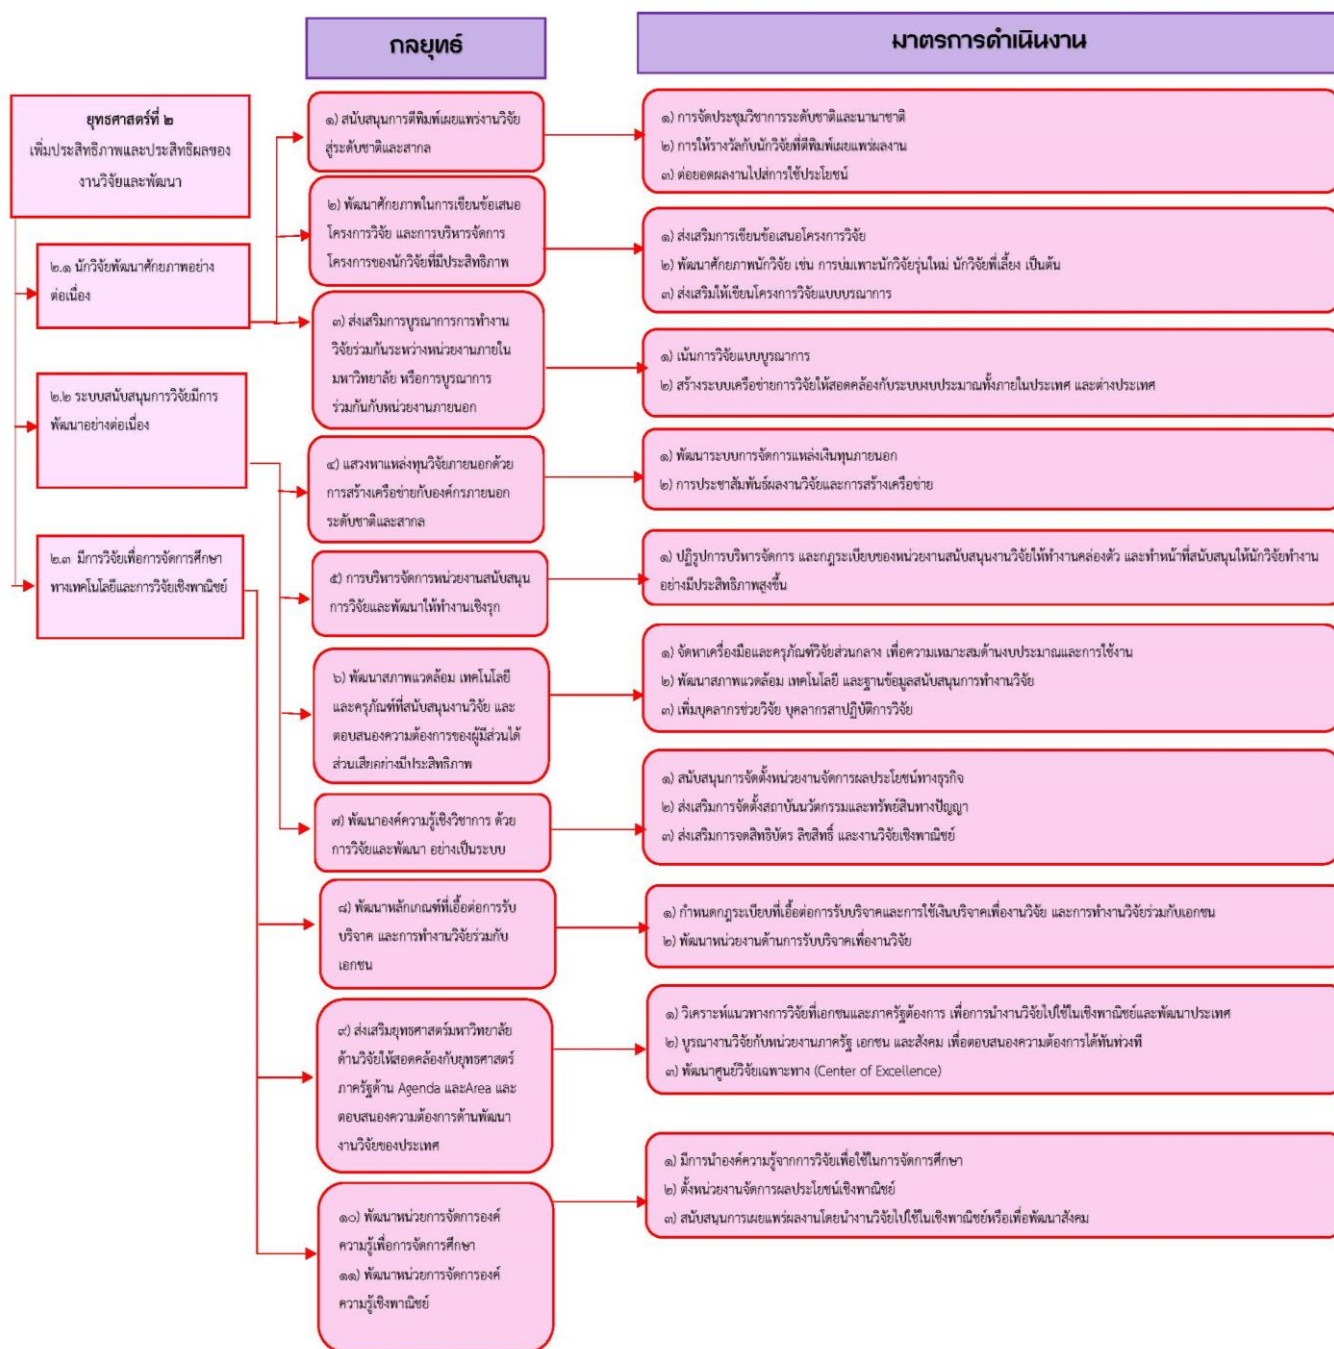 กลยุทธ์
มาตรการดำเนินงาน
ยุทธศาสตร์ที่ ๒
เพิ่มประสิทธิภาพและประสิทธิผลของ
งานวิจัยและพัฒนา
๒.๑ นักวิจัยพัฒนาศักยภาพอย่าง
ต่อเนื่อง
๒.๒ ระบบสนับสนุนการวิจัยมีการ
พัฒนาอย่างต่อเนื่อง
๒.๓ มีการวิจัยเพื่อการจัดการศึกษา
ทางเทคโนโลยีและการวิจัยเชิงพาณิชย์
๑) สนับสนุนการตีพิมพ์เผยแพร่งานวิจัย
สู่ระดับชาติและสากล
๑) การจัดประชุมวิชาการระดับชาติและนานาชาติ
๒) การให้รางวัลกับนักวิจัยที่ตีพิมพ์เผยแพร่ผลงาน
๓) ต่อยอดผลงานไปส่การใช้ประโยชน์
๒) พัฒนาศักยภาพในการเขียนข้อเสนอ
โครงการวิจัย และการบริหารจัดการ
โครงการของนักวิจัยที่มีประสิทธิภาพ
๑) ส่งเสริมการเขียนข้อเสนอโครงการวิจัย
๒) พัฒนาศักยภาพนักวิจัย เช่น การบ่มเพาะนักวิจัยรุ่นใหม่ นักวิจัยที่เลี้ยง เป็นต้น
๓) ส่งเสริมให้เขียนโครงการวิจัยแบบบูรณาการ
๓) ส่งเสริมการบูรณาการการทำงาน
วิจัยร่วมกันระหว่างหน่วยงานภายใน
มหาวิทยาลัย หรือการบูรณาการ
ร่วมกันกับหน่วยงานภายนอก
๑) เน้นการวิจัยแบบบูรณาการ
๒) สร้างระบบเครือข่ายการวิจัยให้สอดคล้องกับระบบงบประมาณทั้งภายในประเทศ และต่างประเทศ
๔) แสวงหาแหล่งทุนวิจัยภายนอกด้วย
การสร้างเครือข่ายกับองค์กรภายนอก
ระดับชาติและสากล
๑) พัฒนาระบบการจัดการแหล่งเงินทุนภายนอก
๒) การประชาสัมพันธ์ผลงานวิจัยและการสร้างเครือข่าย
๕) การบริหารจัดการหน่วยงานสนับสนุน
การวิจัยและพัฒนาให้ทำงานเชิงรุก
๑) ปฏิรูปการบริหารจัดการ และกฎระเบียบของหน่วยงานสนับสนุนงานวิจัยให้ทำงานคล่องตัว และทำหน้าที่สนับสนุนให้นักวิจัยทำงาน
อย่างมีประสิทธิภาพสูงขึ้น
๖) พัฒนาสภาพแวดล้อม เทคโนโลยี
และครุภัณฑ์ที่สนับสนุนงานวิจัย และ
ตอบสนองความต้องการของผู้มีส่วนได้
ส่วนเสียอย่างมีประสิทธิภาพ
๑) จัดหาเครื่องมือและครุภัณฑ์วิจัยส่วนกลาง เพื่อความเหมาะสมด้านงบประมาณและการใช้งาน
๒) พัฒนาสภาพแวดล้อม เทคโนโลยี และฐานข้อมูลสนับสนุนการทำงานวิจัย
๓) เพิ่มบุคลากรช่วยวิจัย บุคลากรสาปฏิบัติการวิจัย
๗) พัฒนาองค์ความรู้เชิงวิชาการ ด้วย
การวิจัยและพัฒนา อย่างเป็นระบบ
๑) สนับสนุนการจัดตั้งหน่วยงานจัดการผลประโยชน์ทางธุรกิจ
๒) ส่งเสริมการจัดตั้งสถาบันนวัตกรรมและทรัพย์สินทางปัญญา
๓) ส่งเสริมการจดสิทธิบัตร ลิขสิทธิ์ และงานวิจัยเชิงพาณิชย์
๘) พัฒนาหลักเกณฑ์ที่เอื้อต่อการรับ
บริจาค และการทำงานวิจัยร่วมกับ
เอกชน
๑) กำหนดกฎระเบียบที่เอื้อต่อการรับบริจาคและการใช้เงินบริจาคเพื่องานวิจัย และการทำงานวิจัยร่วมกับเอกชน
๒) พัฒนาหน่วยงานด้านการรับบริจาคเพื่องานวิจัย
๙) ส่งเสริมยุทธศาสตร์มหาวิทยาลัย
ด้านวิจัยให้สอดคล้องกับยุทธศาสตร์
ภาครัฐด้าน Agenda และArea และ
ตอบสนองความต้องการด้านพัฒนา
งานวิจัยของประเทศ
๑) วิเคราะห์แนวทางการวิจัยที่เอกชนและภาครัฐต้องการ เพื่อการนำงานวิจัยไปใช้ในเชิงพาณิชย์และพัฒนาประเทศ
๒) บูรณางานวิจัยกับหน่วยงานภาครัฐ เอกชน และสังคม เพื่อตอบสนองความต้องการได้ทันท่วงที
๓) พัฒนาศูนย์วิจัยเฉพาะทาง (Center of Excellence)
๑๐) พัฒนาหน่วยการจัดการองค์
ความรู้เพื่อการจัดการศึกษา
๑๑) พัฒนาหน่วยการจัดการองค์
ความรู้เชิงพาณิชย์
๑) มีการนำองค์ความรู้จากการวิจัยเพื่อใช้ในการจัดการศึกษา
๒) ตั้งหน่วยงานจัดการผลประโยชน์เชิงพาณิชย์
๓) สนับสนุนการเผยแพร่ผลงานโดยนำงานวิจัยไปใช้ในเชิงพาณิชย์หรือเพื่อพัฒนาสังคม